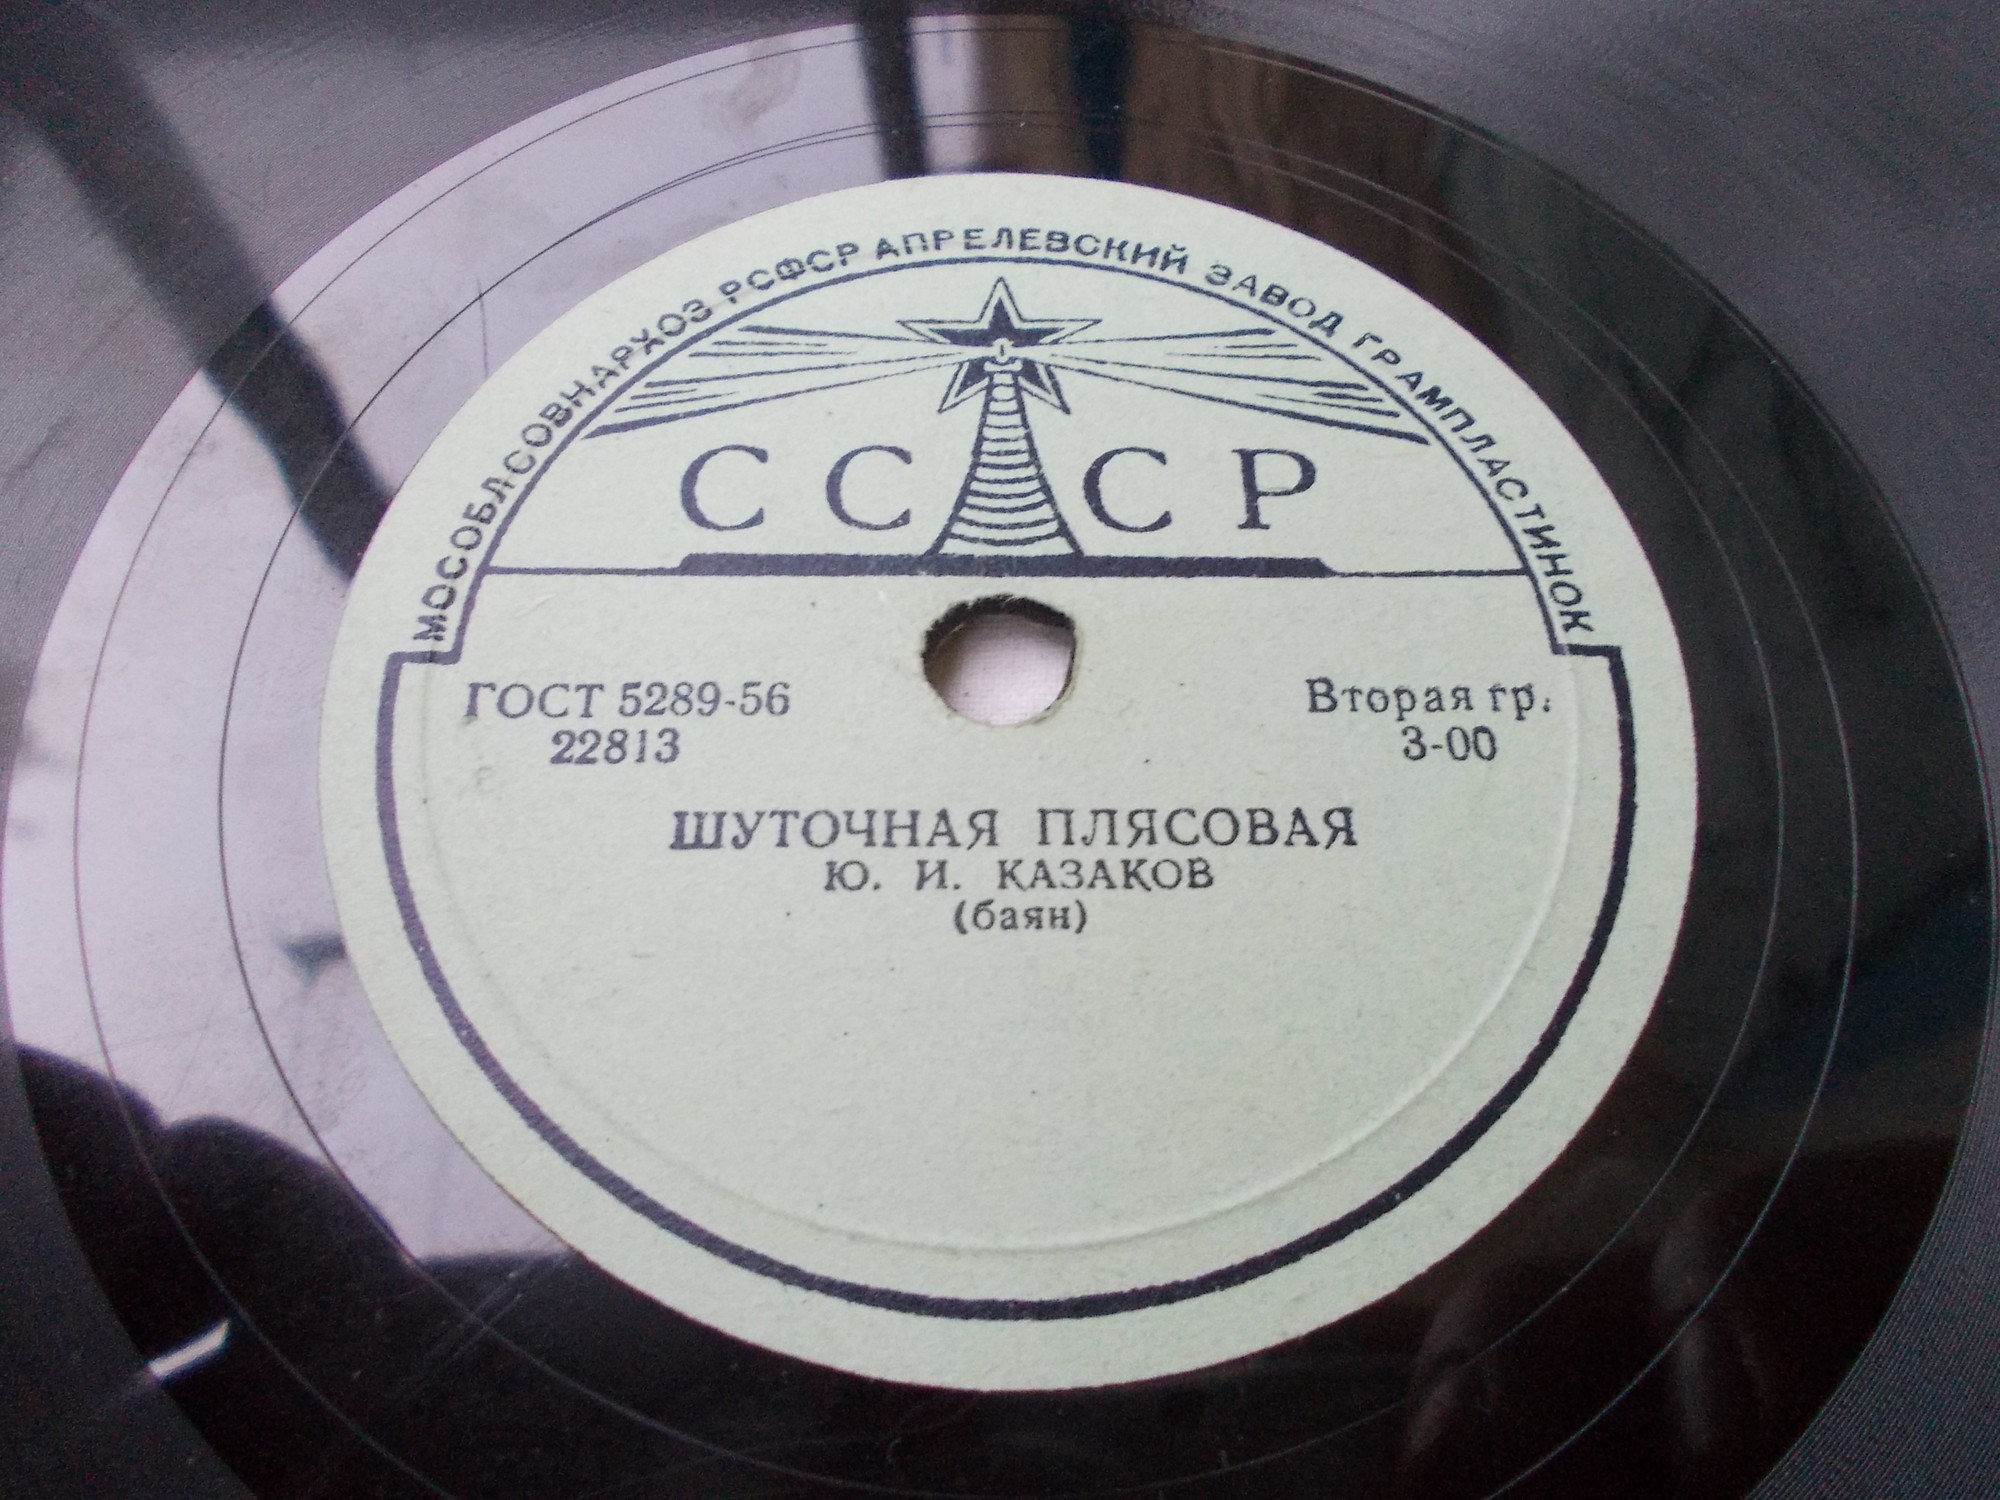 МОСОБЛСОВНАРХОЗ РСФСР АПРЕЛЕВСКИЙ ЗАВОД ГРАМПЛАСТИНОК
СССР
ГОСТ 5289-56
22813
Вторая гр.
3-00
ШУТОЧНАЯ ПЛЯСОВАЯ
Ю. И. КАЗАКОВ
(баян)